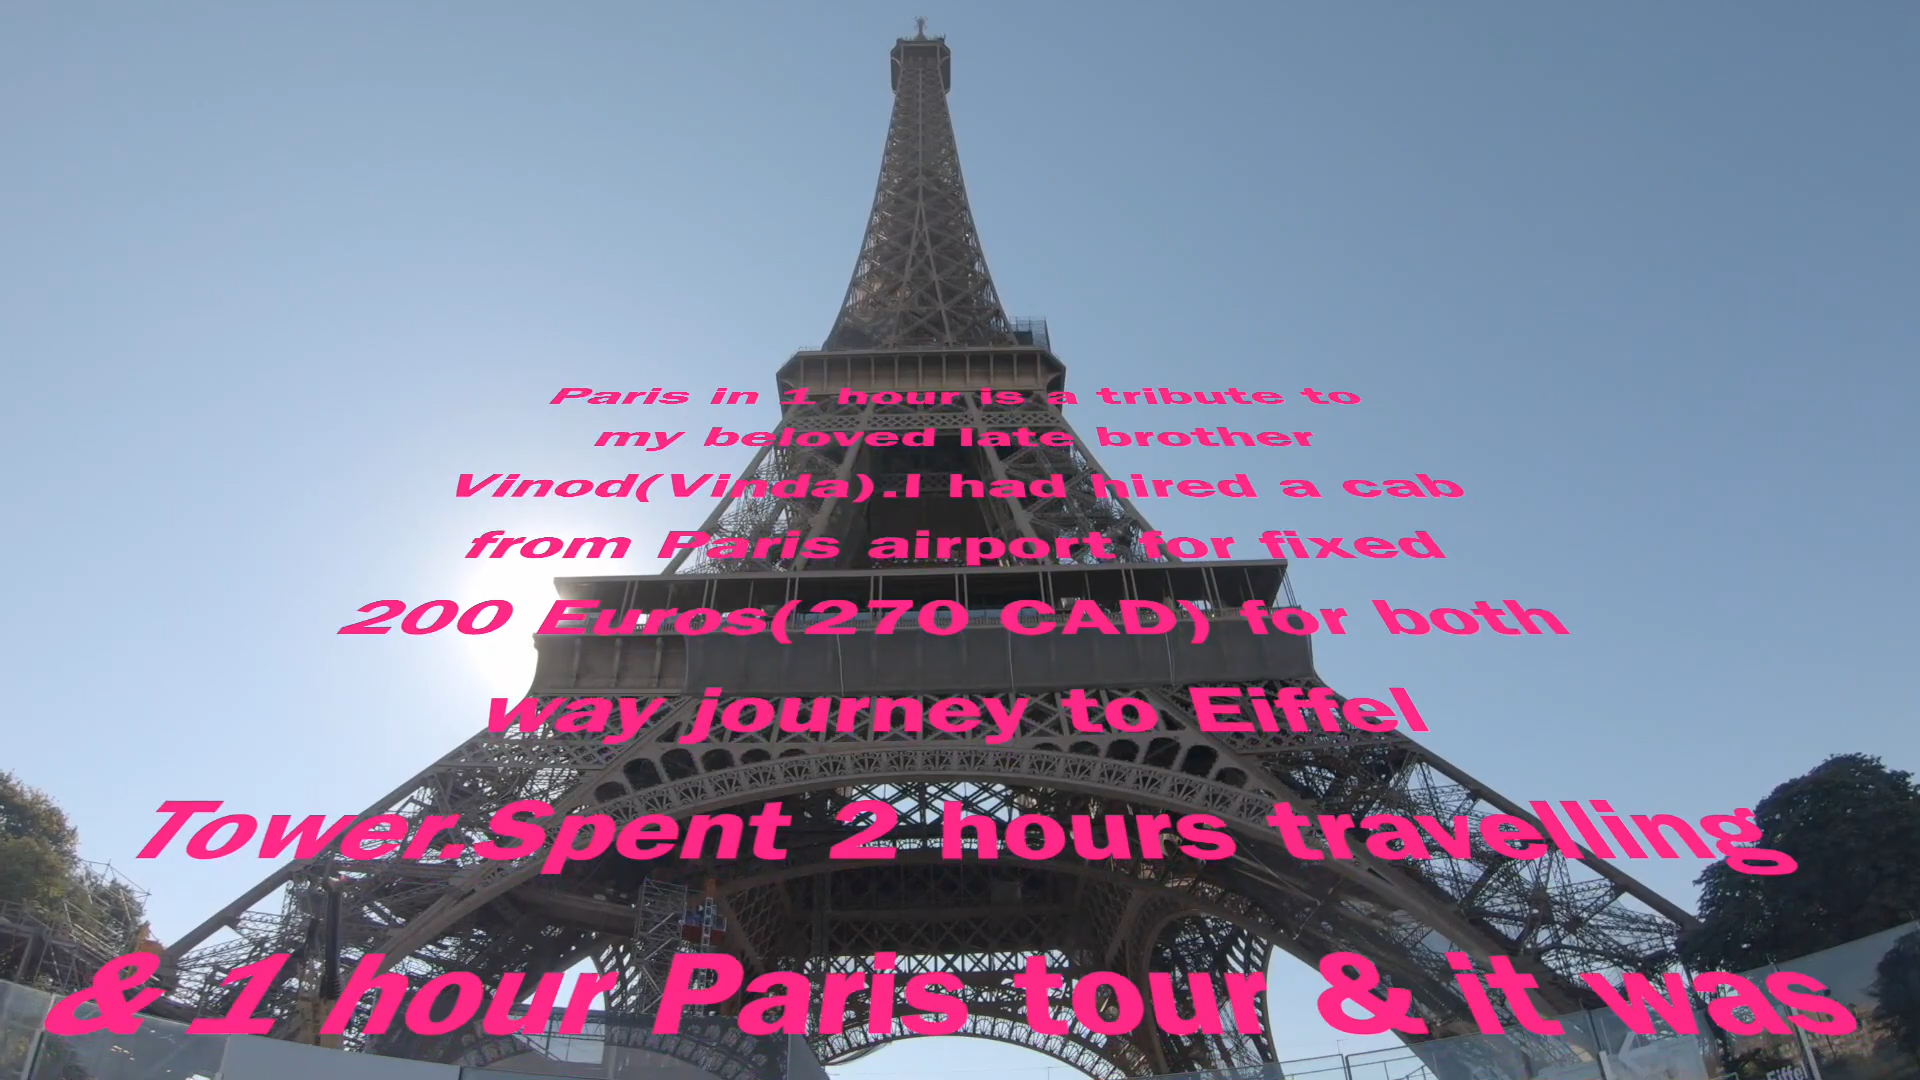 Paris in 1 hour is a tribute to
my beloved late brother
Vinod(Vinda).I had hired a cab
from Paris airport for fixed
200 Euros(270 CAD) for both
way journey to Eiffel
Tower.Spent 2 hours travelling
& 1 hour Paris tour & it was
Eiffel